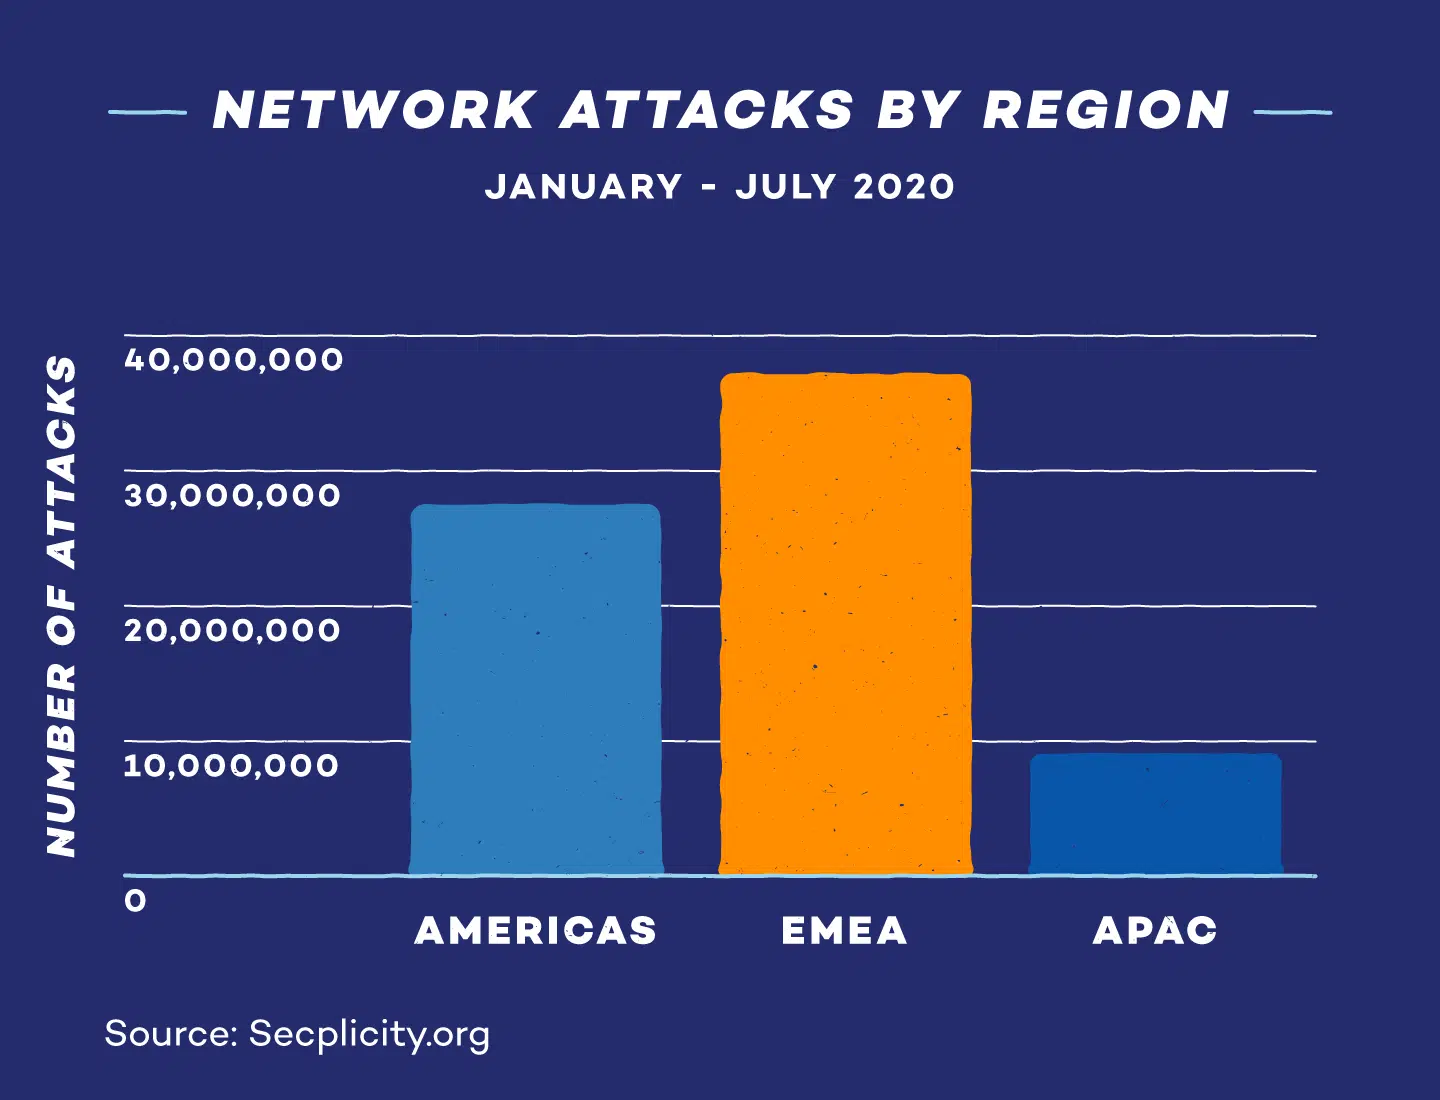 NETWORK ATTACKS BY REGION
JANUARY - JULY 2020
NUMBER OF ATTACKS
40,000,000
30,000,000
20,000,000
10,000,000
0
AMERICAS
EMEA
APAC
Source: Secplicity.org